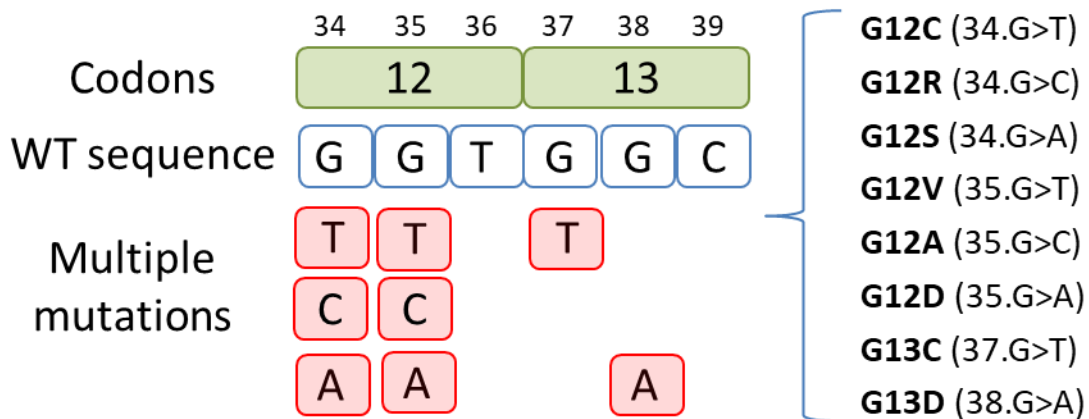 34 35 36 37 38 39
Codons 12 13
WT sequence G G T G G C
Multiple mutations
T T T
C C
A A A
G12C (34.G>T)
G12R (34.G>C)
G12S (34.G>A)
G12V (35.G>T)
G12A (35.G>C)
G12D (35.G>A)
G13C (37.G>T)
G13D (38.G>A)